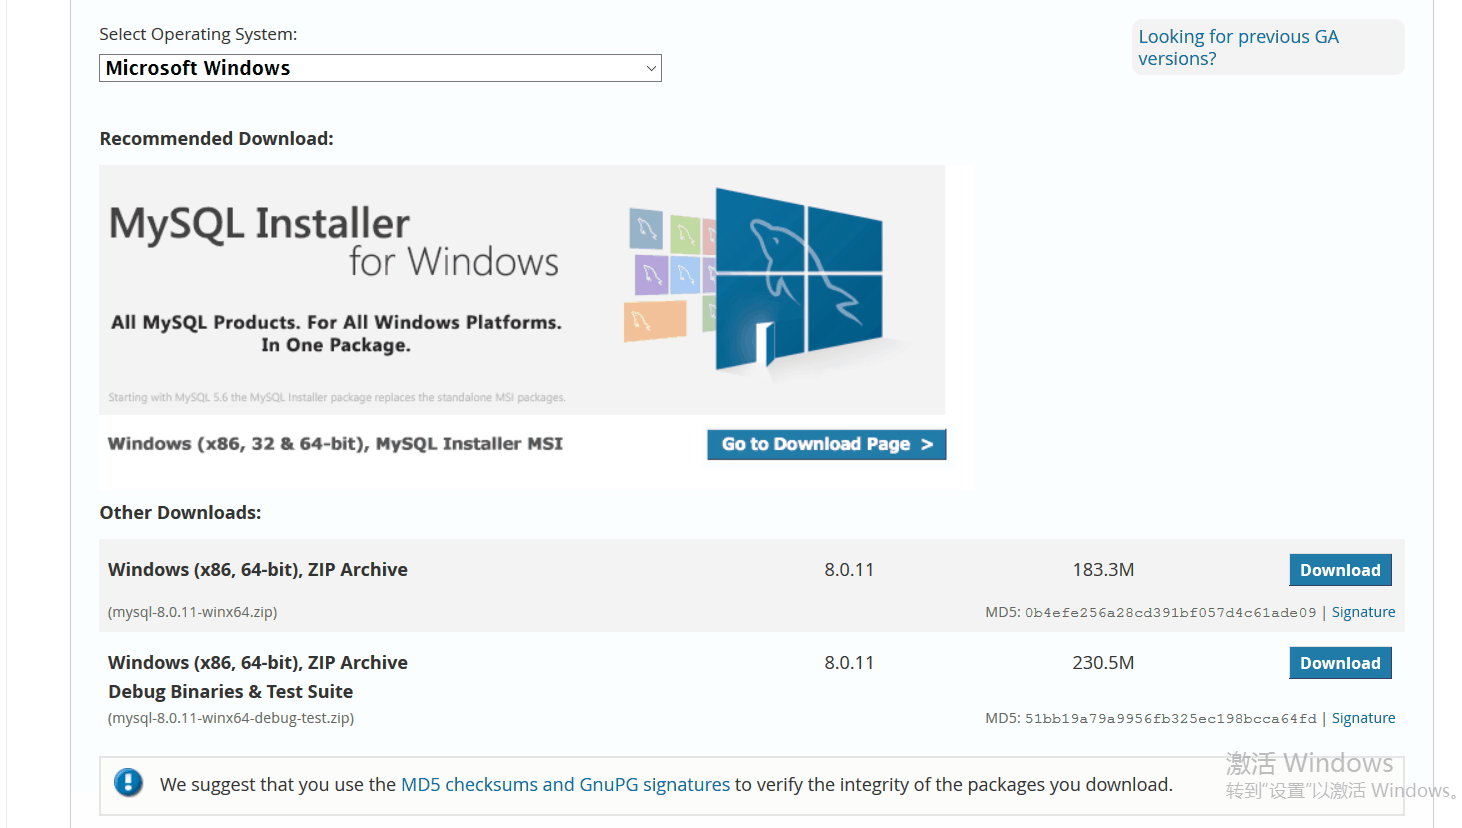 Select Operating System:
Microsoft Windows
Looking for previous GA
versions?
Recommended Download:
MySQL Installer
for Windows
All MySQL Products. For All Windows Platforms.
In One Package.
Starting with MySQL 5.6 the MySQL Installer package replaces the standalone MSI packages.
Windows (x86, 32 & 64-bit), MySQL Installer MSI
Go to Download Page >
Other Downloads:
Windows (x86, 64-bit), ZIP Archive 8.0.11 183.3M Download
(mysql-8.0.11-winx64.zip) MD5: 0b4efe256a28cd391bf057d4c61ade09 | Signature
Windows (x86, 64-bit), ZIP Archive 8.0.11 230.5M Download
Debug Binaries & Test Suite
(mysql-8.0.11-winx64-debug-test.zip) MD5: 51bb19a79a9956fb325ec198bcca64fd | Signature
We suggest that you use the MD5 checksums and GnuPG signatures to verify the integrity of the packages you download.
激活 Windows
转到“设置”以激活 Windows。